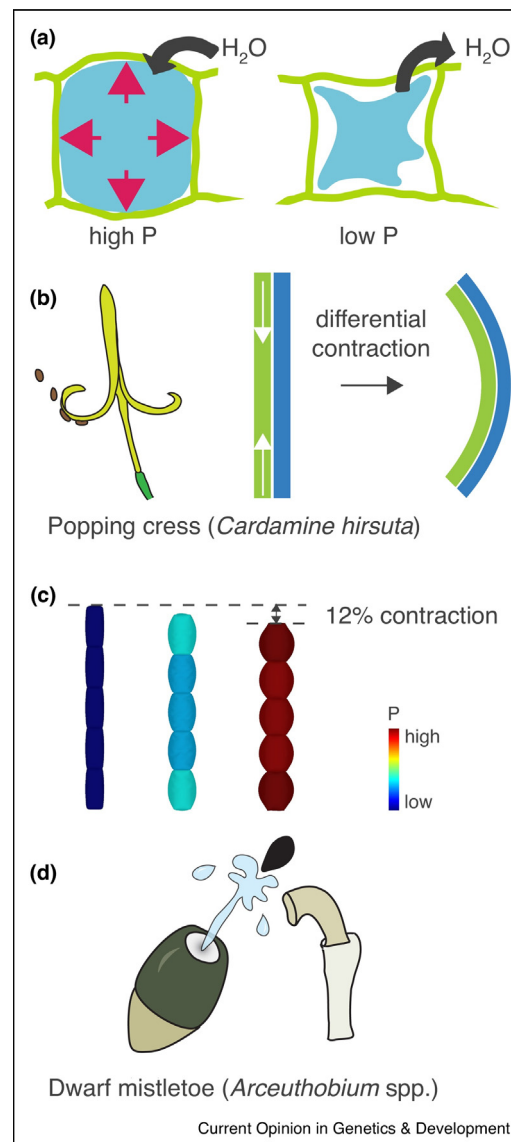 (a)
H₂O
H₂O
high P
low P
(b)
differential
contraction
Popping cress (Cardamine hirsuta)
(c)
12% contraction
P
high
low
(d)
Dwarf mistletoe (Arceuthobium spp.)
Current Opinion in Genetics & Development